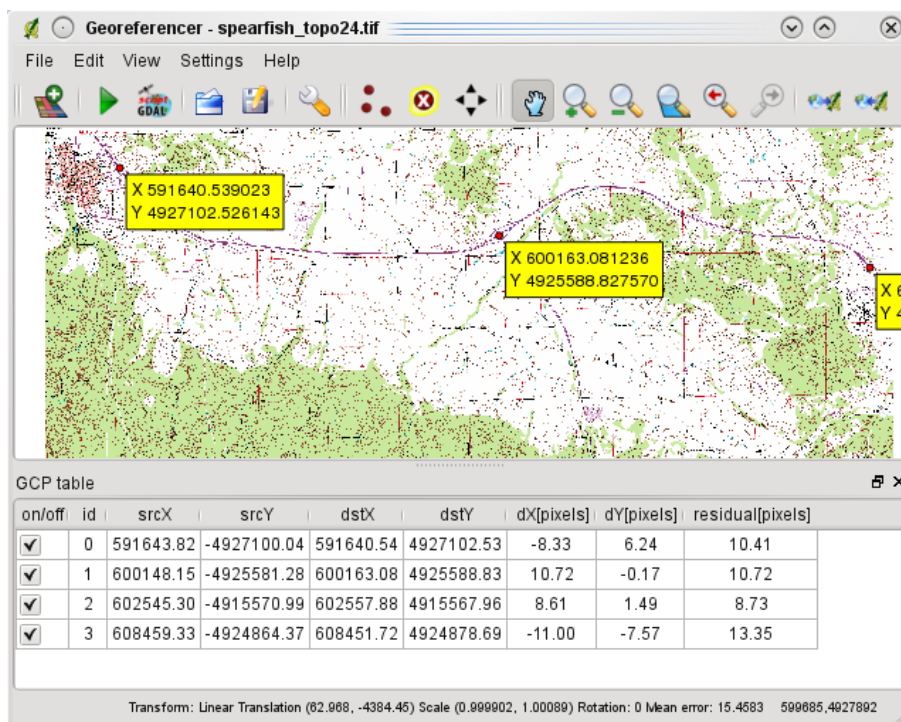 Georeferencer - spearfish_topo24.tif
File Edit View Settings Help
script
GDAL
X 591640.539023
Y 4927102.526143
X 600163.081236
Y 4925588.827570
X 6
Y 4
GCP table
on/off id srcX srcY dstX dstY dX[pixels] dY[pixels] residual[pixels]
0 591643.82 -4927100.04 591640.54 4927102.53 -8.33 6.24 10.41
1 600148.15 -4925581.28 600163.08 4925588.83 10.72 -0.17 10.72
2 602545.30 -4915570.99 602557.88 4915567.96 8.61 1.49 8.73
3 608459.33 -4924864.37 608451.72 4924878.69 -11.00 -7.57 13.35
Transform: Linear Translation (62.968, -4384.45) Scale (0.999902, 1.00089) Rotation: 0 Mean error: 15.4583 599685,4927892